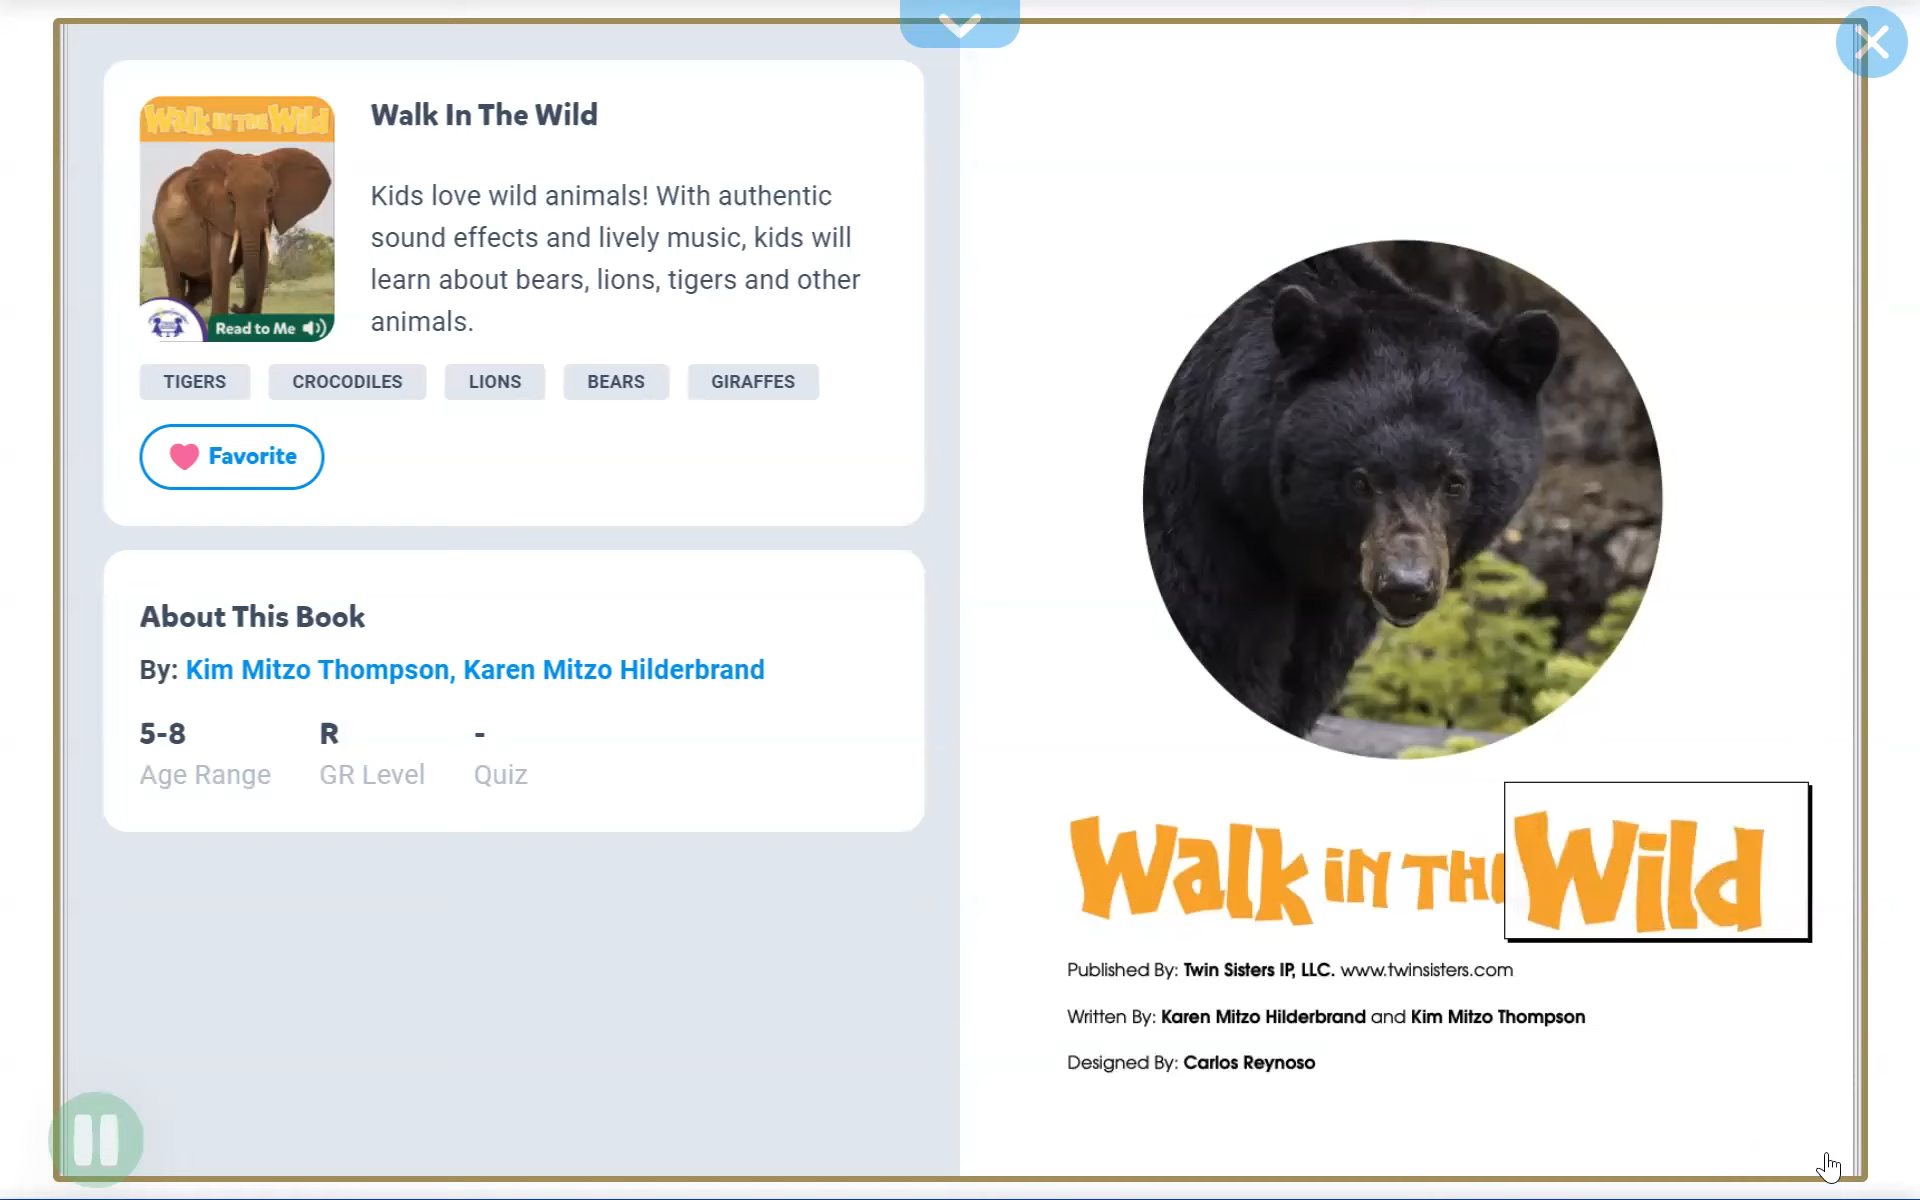 Walk in the Wild
Read to Me
Walk In The Wild
Kids love wild animals! With authentic
sound effects and lively music, kids will
learn about bears, lions, tigers and other
animals.
TIGERS CROCODILES LIONS BEARS GIRAFFES
Favorite
About This Book
By: Kim Mitzo Thompson, Karen Mitzo Hilderbrand
5-8 R -
Age Range GR Level Quiz
Walk in The Wild
Published By: Twin Sisters IP, LLC. www.twinsisters.com
Written By: Karen Mitzo Hilderbrand and Kim Mitzo Thompson
Designed By: Carlos Reynoso